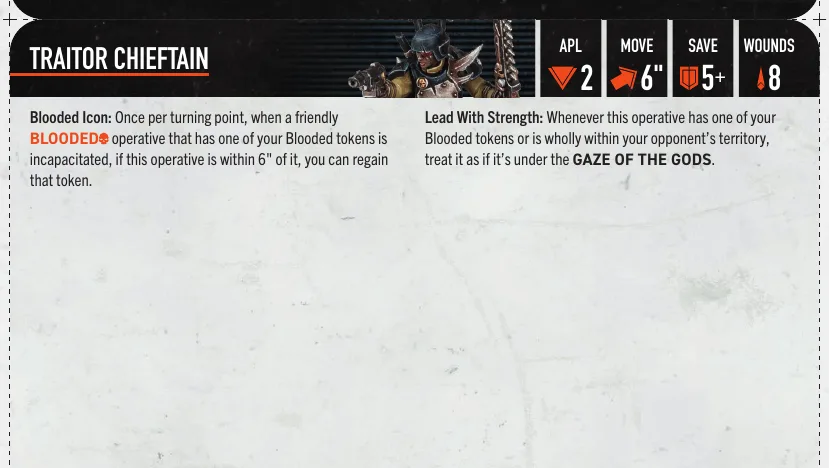 TRAITOR CHIEFTAIN
APL
2
MOVE
6"
SAVE
5+
WOUNDS
8
Blooded Icon: Once per turning point, when a friendly
BLOODED operative that has one of your Blooded tokens is
incapacitated, if this operative is within 6" of it, you can regain
that token.
Lead With Strength: Whenever this operative has one of your
Blooded tokens or is wholly within your opponent's territory,
treat it as if it's under the GAZE OF THE GODS.